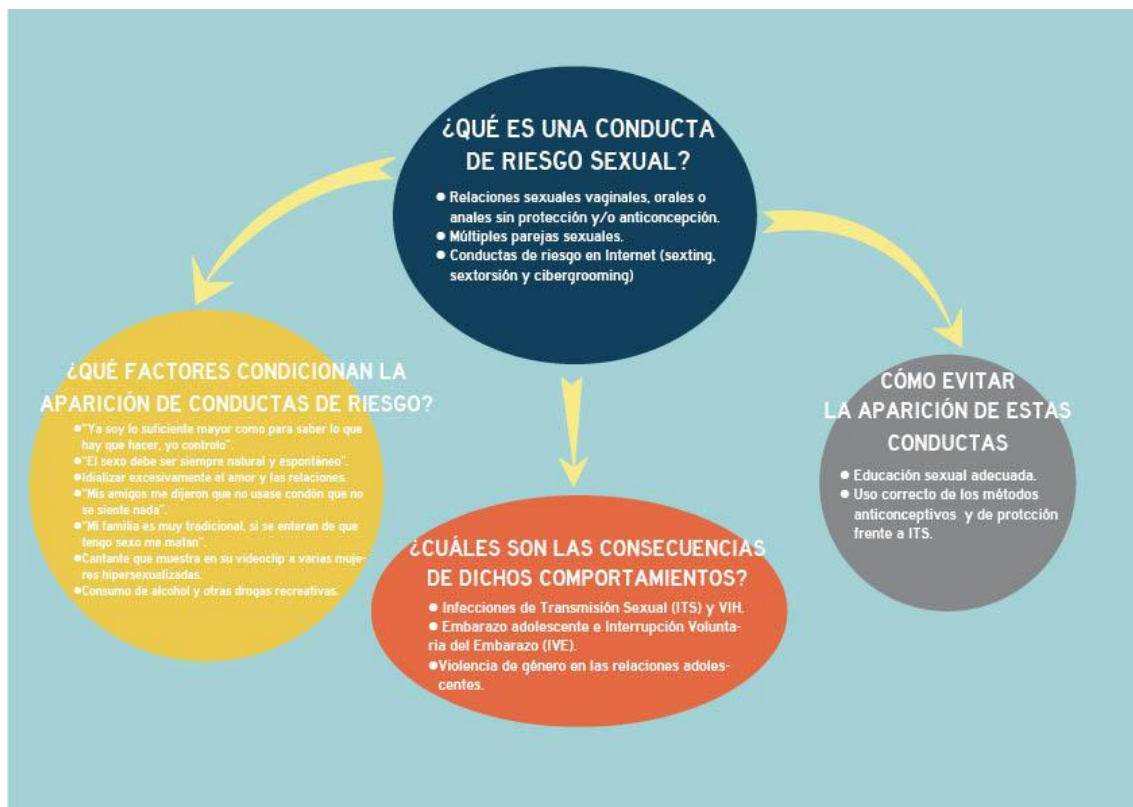 ¿QUÉ ES UNA CONDUCTA
DE RIESGO SEXUAL?
● Relaciones sexuales vaginales, orales o
anales sin protección y/o anticoncepción.
● Múltiples parejas sexuales.
● Conductas de riesgo en Internet (sexting,
sextorsión y cibergrooming)
¿QUÉ FACTORES CONDICIONAN LA
APARICIÓN DE CONDUCTAS DE RIESGO?
●"Ya soy lo suficiente mayor como para saber lo que
hay que hacer, yo controlo".
●"El sexo debe ser siempre natural y espontáneo".
●Idializar excesivamente el amor y las relaciones.
●"Mis amigos me dijeron que no usase condón que no
se siente nada".
●"Mi familia es muy tradicional, si se enteran de que
tengo sexo me matan".
●Cantante que muestra en su videoclip a varias muje-
res hipersexualizadas.
●Consumo de alcohol y otras drogas recreativas.
¿CUÁLES SON LAS CONSECUENCIAS
DE DICHOS COMPORTAMIENTOS?
● Infecciones de Transmisión Sexual (ITS) y VIH.
● Embarazo adolescente e Interrupción Volunta-
ria del Embarazo (IVE).
●Violencia de género en las relaciones adoles-
centes.
CÓMO EVITAR
LA APARICIÓN DE ESTAS
CONDUCTAS
● Educación sexual adecuada.
● Uso correcto de los métodos
anticonceptivos y de protcción
frente a ITS.